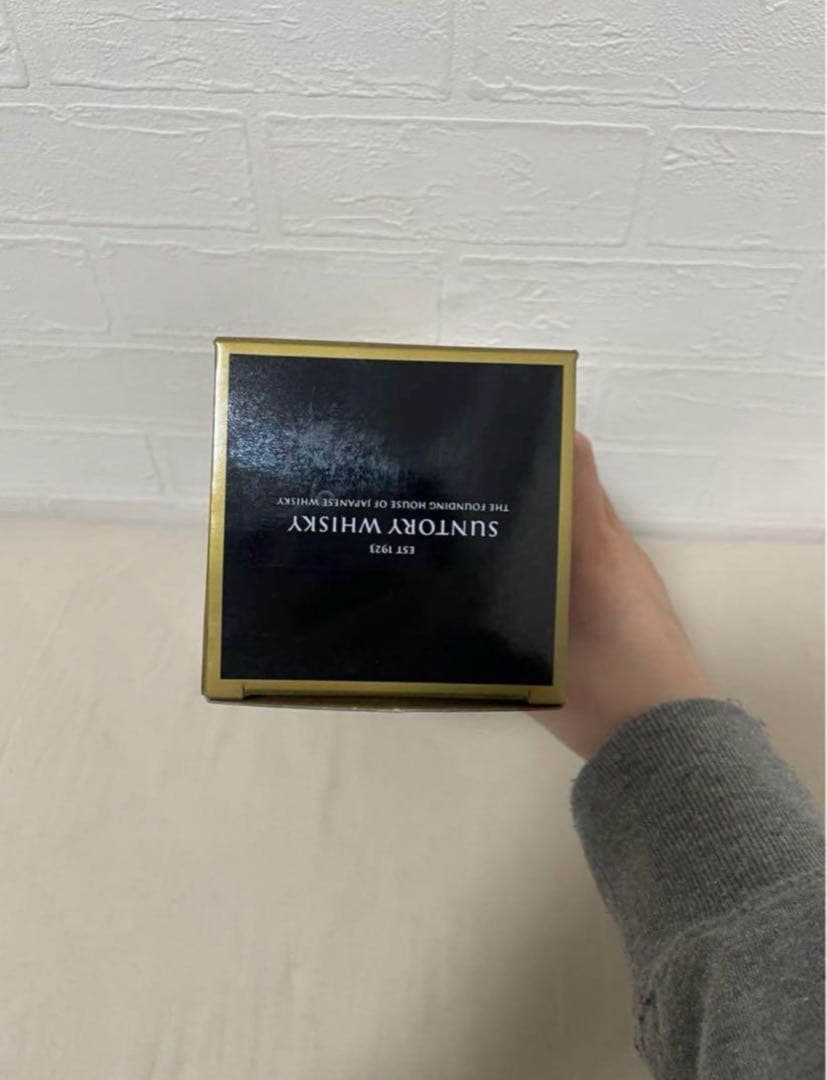 EST 1923
SUNTORY WHISKY
THE FOUNDING HOUSE OF JAPANESE WHISKY